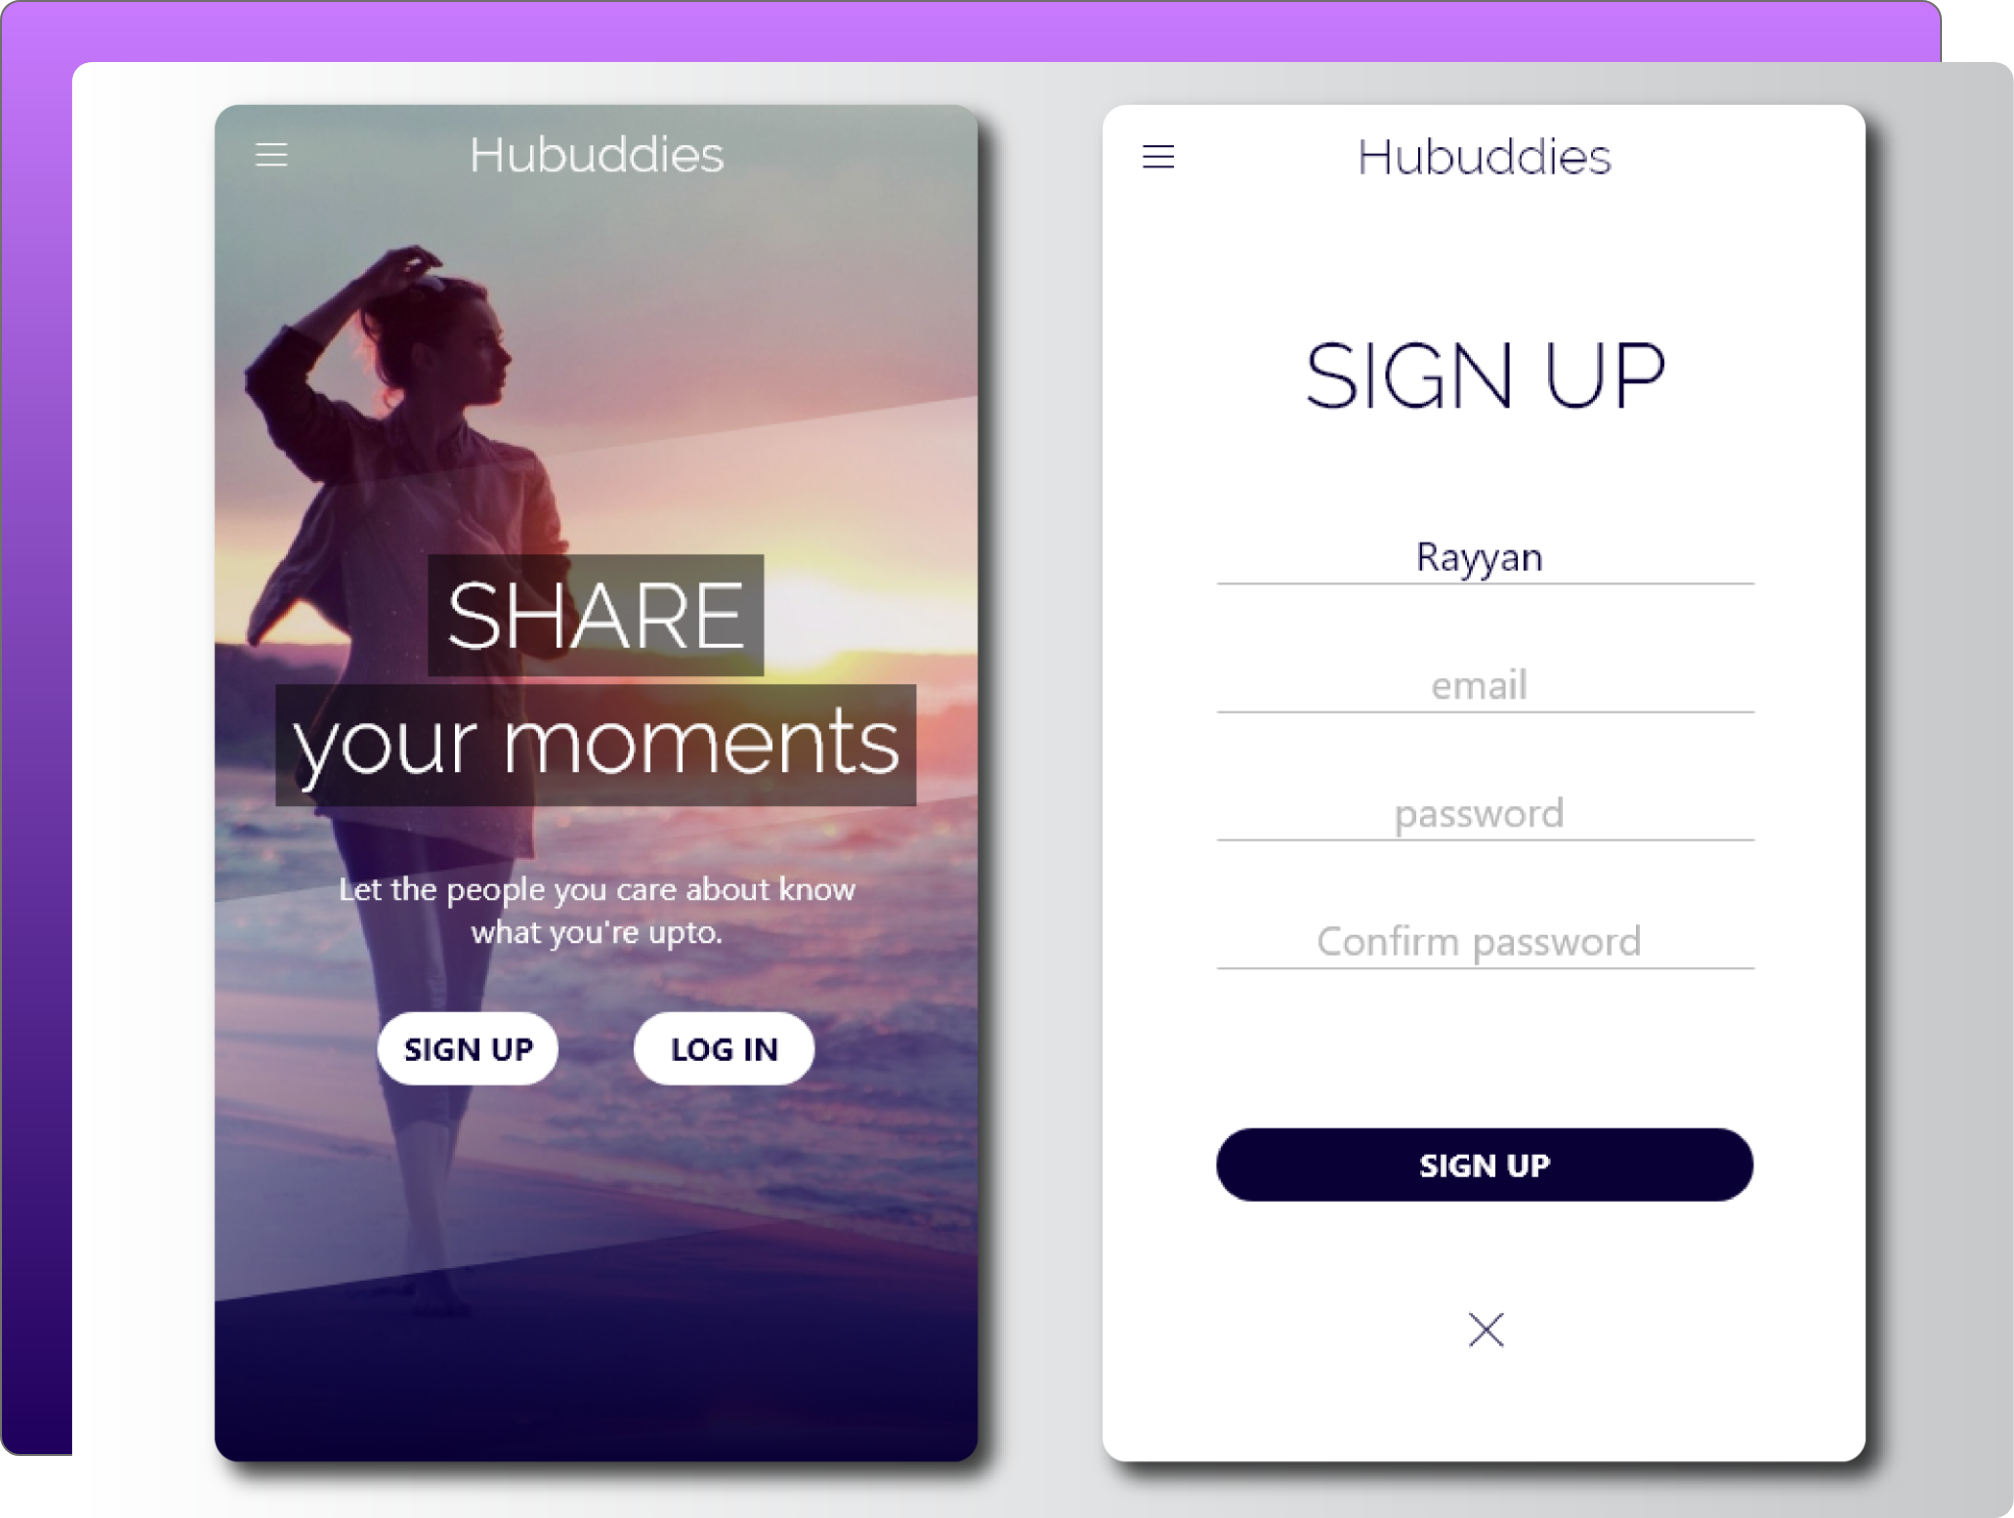 Hubuddies
SHARE
your moments
Let the people you care about know
what you're upto.
SIGN UP
LOG IN
Hubuddies
SIGN UP
Rayyan
email
password
Confirm password
SIGN UP